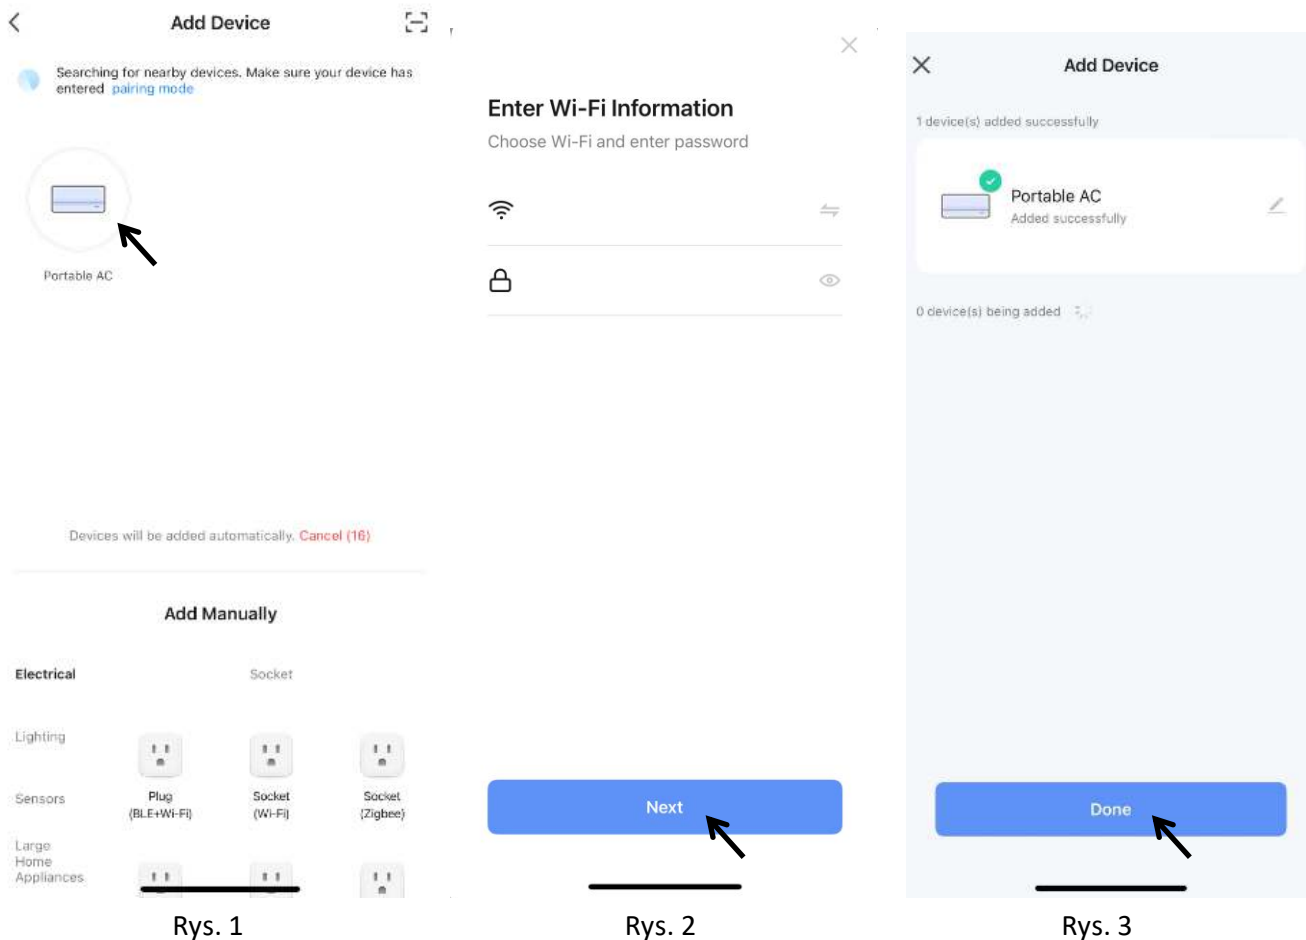 Add Device
Searching for nearby devices. Make sure your device has
entered pairing mode
Portable AC
Devices will be added automatically. Cancel (16)
Add Manually
Electrical
Socket
Lighting
Sensors
Large
Home
Appliances
Plug
(BLE+Wi-Fi)
Socket
(Wi-Fi)
Socket
(Zigbee)
Rys. 1
Enter Wi-Fi Information
Choose Wi-Fi and enter password
Next
Rys. 2
Add Device
1 device(s) added successfully
Portable AC
Added successfully
0 device(s) being added
Done
Rys. 3